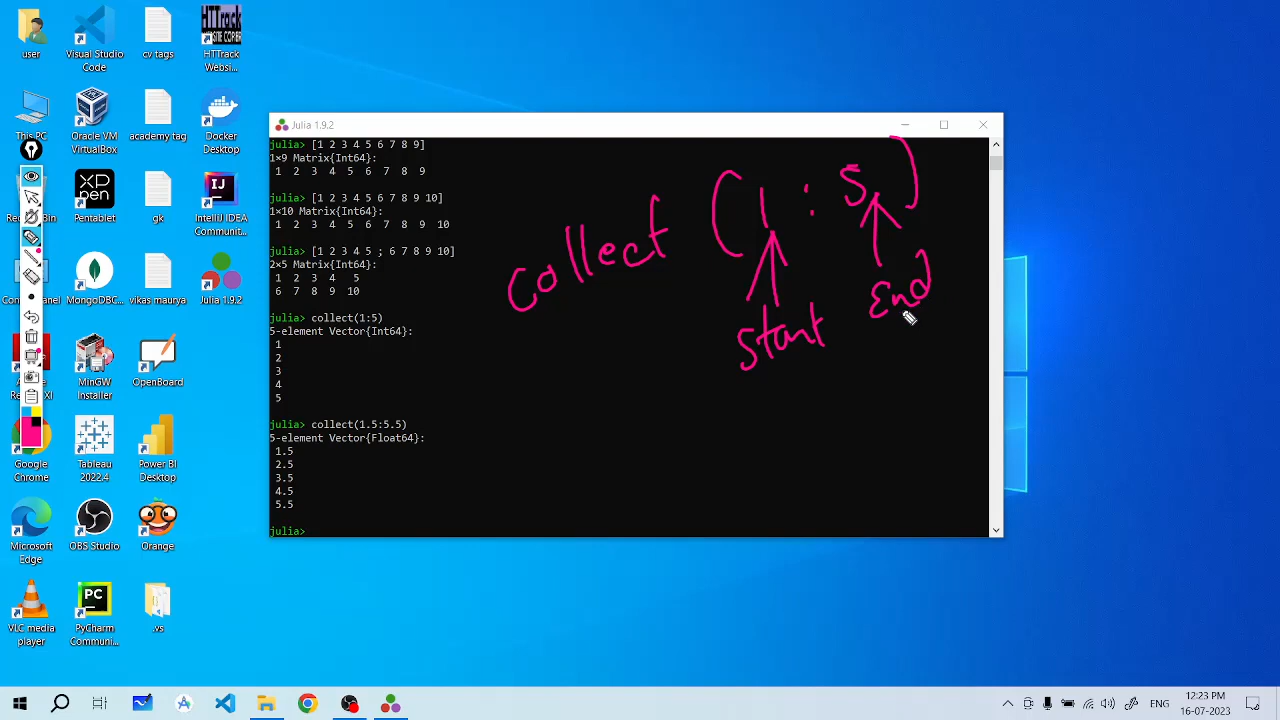 user
Visual Studio
Code
cv tags
HTTrack
WEBSITE COPIER
HTTrack
Websi...
This PC
Oracle VM
VirtualBox
academy tag
Docker
Desktop
Pentablet
gk
IntelliJ IDEA
Communit...
MongoDBC...
vikas maurya
Julia 1.9.2
MinGW
Installer
OpenBoard
Google
Chrome
Tableau
2022.4
Power BI
Desktop
Microsoft
Edge
OBS Studio
Orange
VLC media
player
PyCharm
Communi...
.vs
Julia 1.9.2
julia> [1 2 3 4 5 6 7 8 9]
1×9 Matrix{Int64}:
1 2 3 4 5 6 7 8 9
julia> [1 2 3 4 5 6 7 8 9 10]
1×10 Matrix{Int64}:
1 2 3 4 5 6 7 8 9 10
julia> [1 2 3 4 5 ; 6 7 8 9 10]
2×5 Matrix{Int64}:
1 2 3 4 5
6 7 8 9 10
julia> collect(1:5)
5-element Vector{Int64}:
1
2
3
4
5
julia> collect(1.5:5.5)
5-element Vector{Float64}:
1.5
2.5
3.5
4.5
5.5
julia>
collect (1 : 5)
start
End
ENG
12:23 PM
16-07-2023